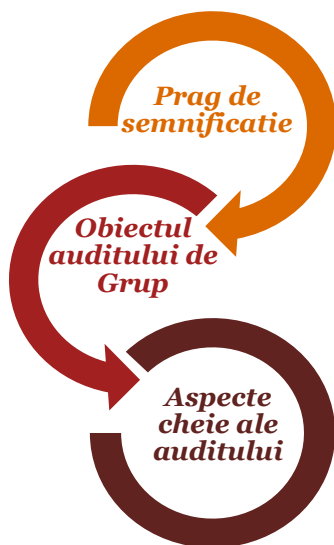 Prag de
semnificatie
Obiectul
auditului de
Grup
Aspecte
cheie ale
auditului